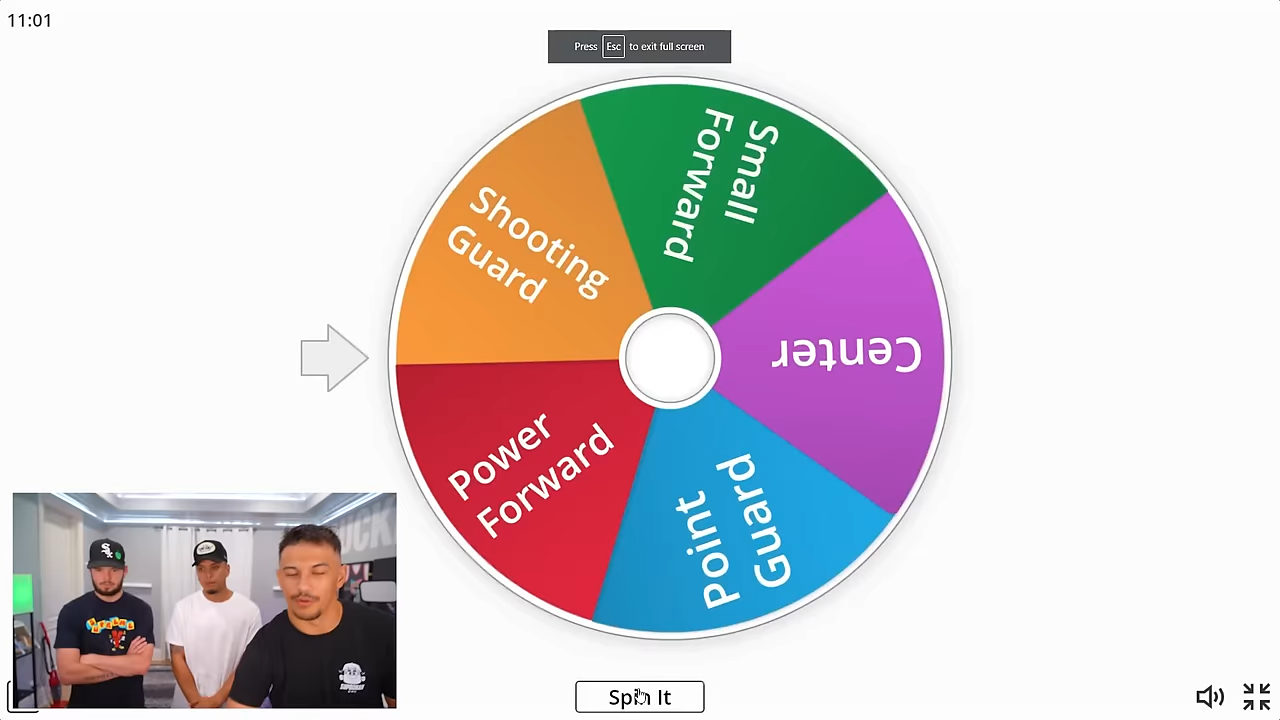 11:01
Press Esc to exit full screen
Small
Forward
Shooting
Guard
Center
Power
Forward
Point
Guard
Spin It